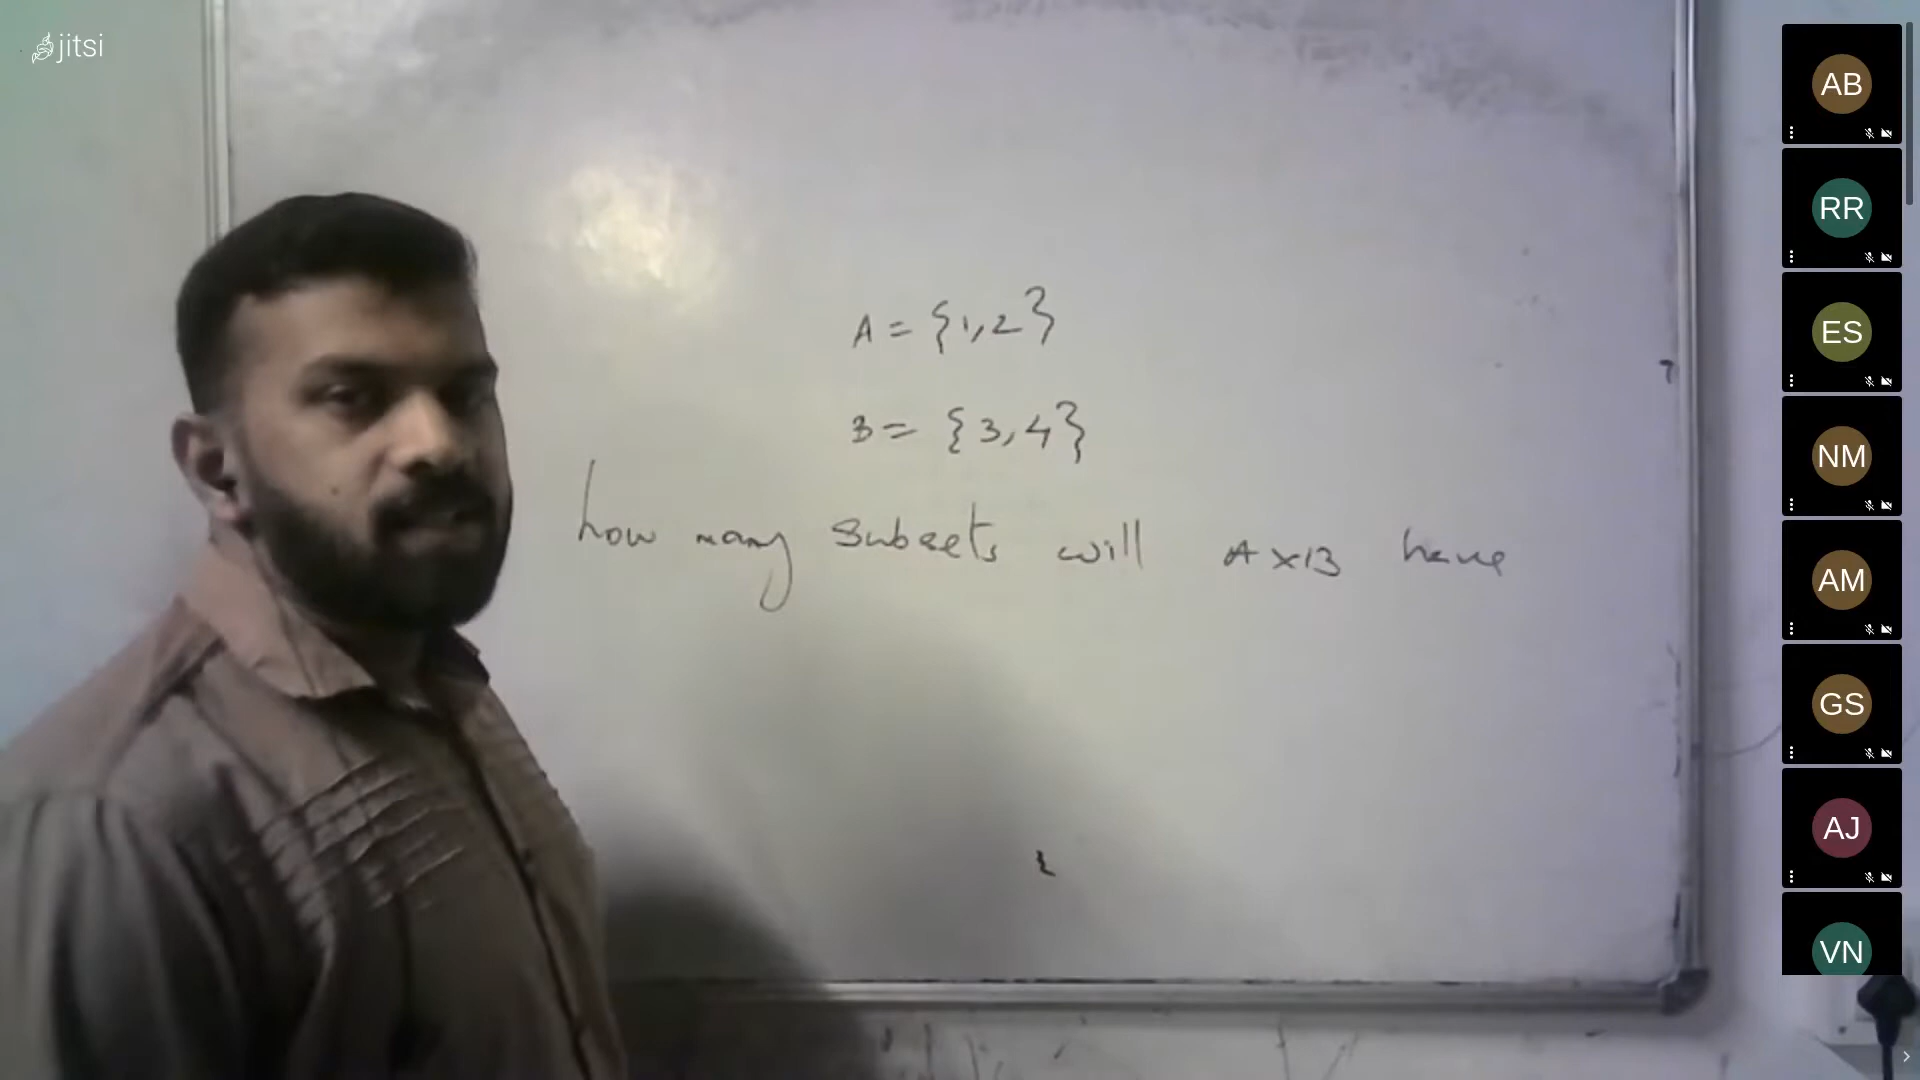 jitsi
A = {1,2}
B = {3,4}
how many Subsets will A×B have
AB
RR
ES
NM
AM
GS
AJ
VN